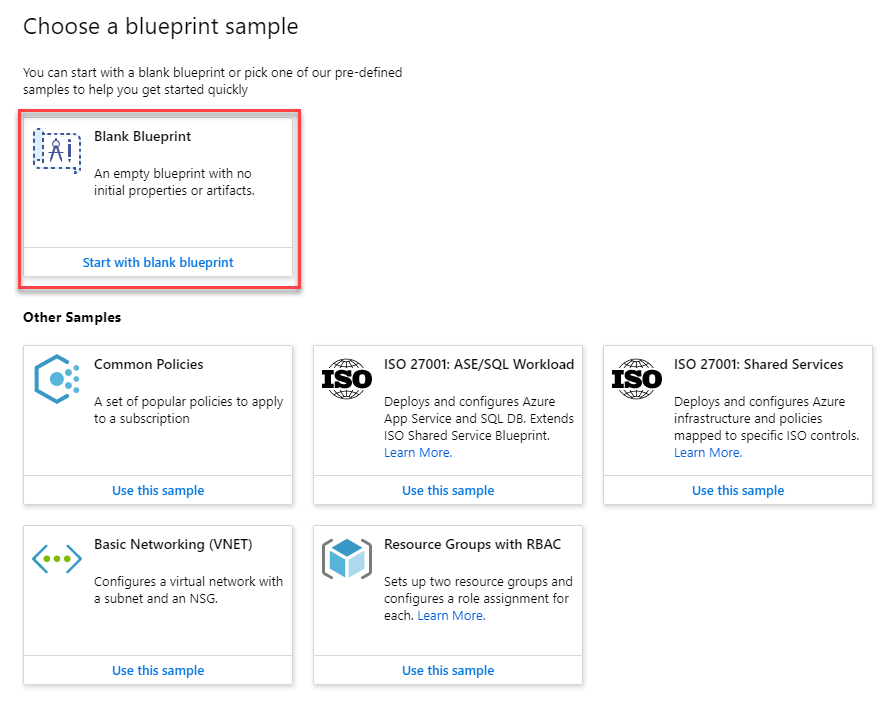 Choose a blueprint sample
You can start with a blank blueprint or pick one of our pre-defined
samples to help you get started quickly
Blank Blueprint
An empty blueprint with no
initial properties or artifacts.
Start with blank blueprint
Other Samples
Common Policies
A set of popular policies to apply
to a subscription
Use this sample
ISO
ISO 27001: ASE/SQL Workload
Deploys and configures Azure
App Service and SQL DB. Extends
ISO Shared Service Blueprint.
Learn More.
Use this sample
ISO
ISO 27001: Shared Services
Deploys and configures Azure
infrastructure and policies
mapped to specific ISO controls.
Learn More.
Use this sample
Basic Networking (VNET)
Configures a virtual network with
a subnet and an NSG.
Use this sample
Resource Groups with RBAC
Sets up two resource groups and
configures a role assignment for
each. Learn More.
Use this sample